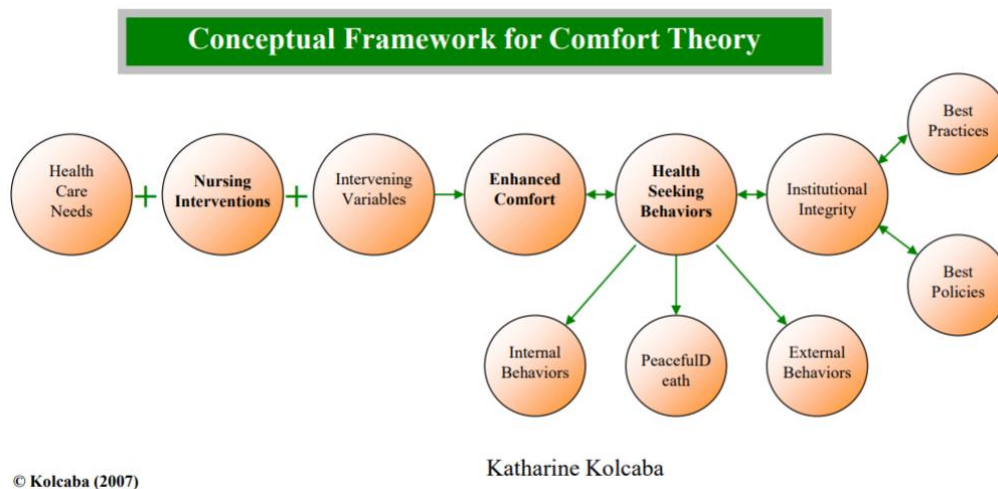 Conceptual Framework for Comfort Theory
Health
Care
Needs
+
Nursing
Interventions
+
Intervening
Variables
Enhanced
Comfort
Health
Seeking
Behaviors
Institutional
Integrity
Best
Practices
Best
Policies
Internal
Behaviors
PeacefulD
eath
External
Behaviors
Katharine Kolcaba
© Kolcaba (2007)